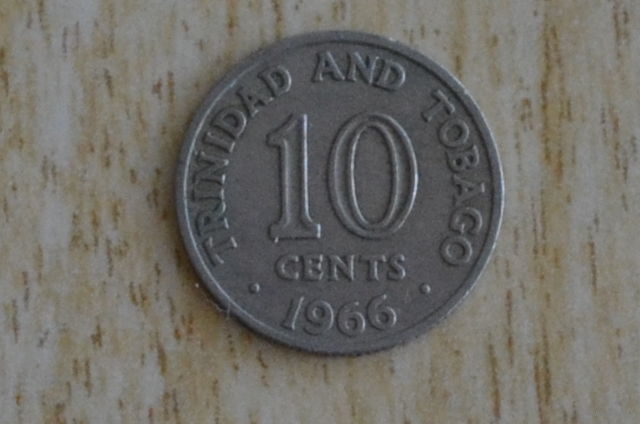 TRINIDAD AND TOBAGO
10
CENTS
1966